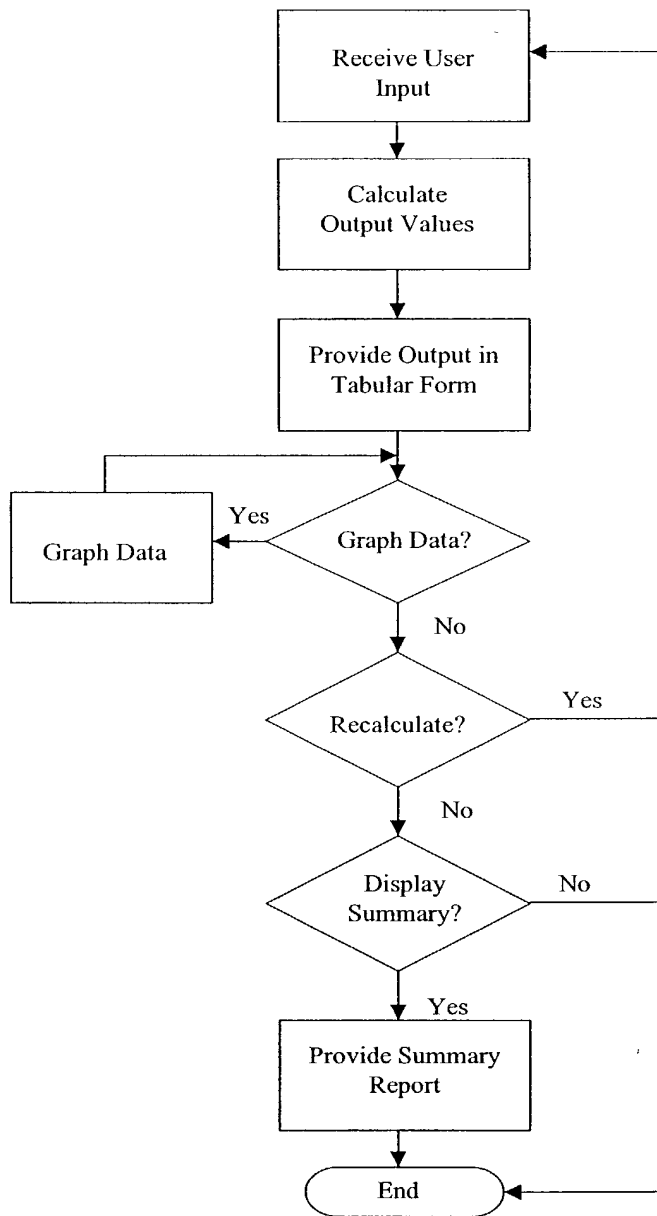 Receive User
Input
Calculate
Output Values
Provide Output in
Tabular Form
Yes
Graph Data
Graph Data?
No
Recalculate?
Yes
No
Display
Summary?
No
Yes
Provide Summary
Report
End